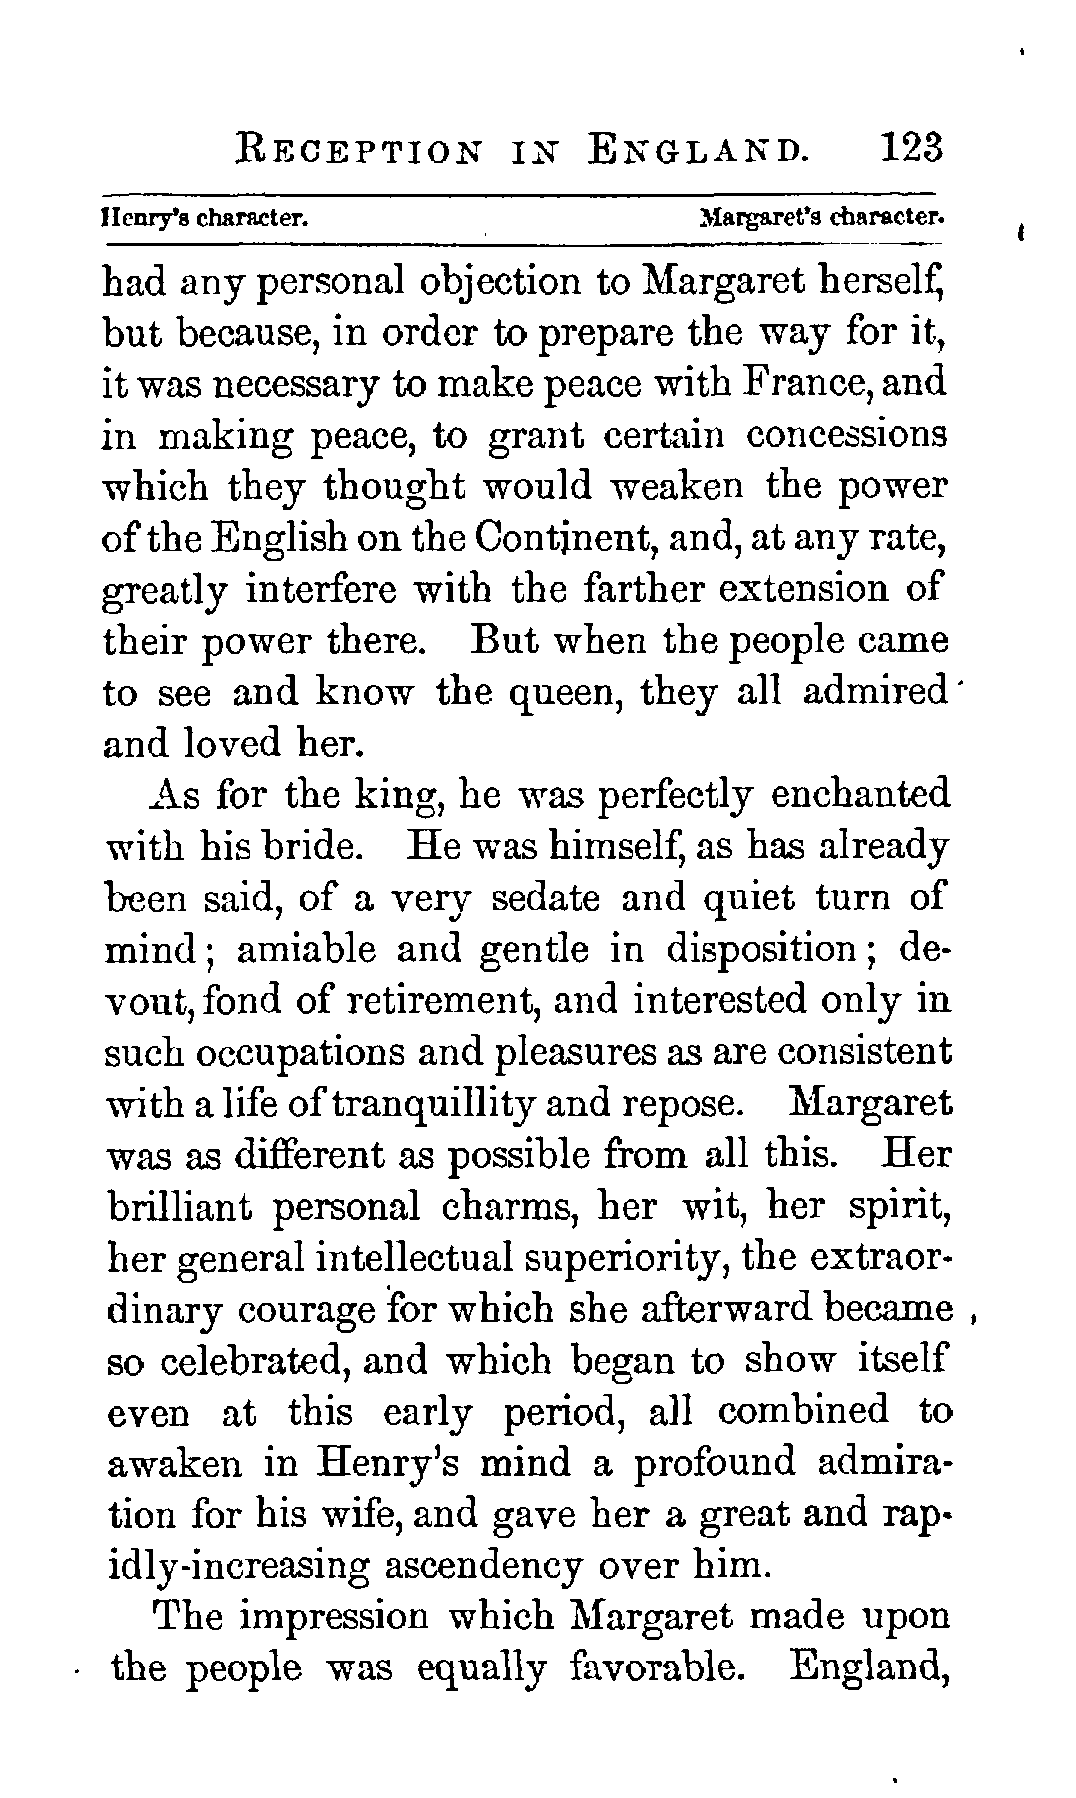 RECEPTION IN ENGLAND. 123
Henry's character. Margaret's character.
had any personal objection to Margaret herself,
but because, in order to prepare the way for it,
it was necessary to make peace with France, and
in making peace, to grant certain concessions
which they thought would weaken the power
of the English on the Continent, and, at any rate,
greatly interfere with the farther extension of
their power there. But when the people came
to see and know the queen, they all admired
and loved her.
As for the king, he was perfectly enchanted
with his bride. He was himself, as has already
been said, of a very sedate and quiet turn of
mind; amiable and gentle in disposition; de-
vout, fond of retirement, and interested only in
such occupations and pleasures as are consistent
with a life of tranquillity and repose. Margaret
was as different as possible from all this. Her
brilliant personal charms, her wit, her spirit,
her general intellectual superiority, the extraor-
dinary courage for which she afterward became
so celebrated, and which began to show itself
even at this early period, all combined to
awaken in Henry's mind a profound admira-
tion for his wife, and gave her a great and rap-
idly-increasing ascendency over him.
The impression which Margaret made upon
the people was equally favorable. England,